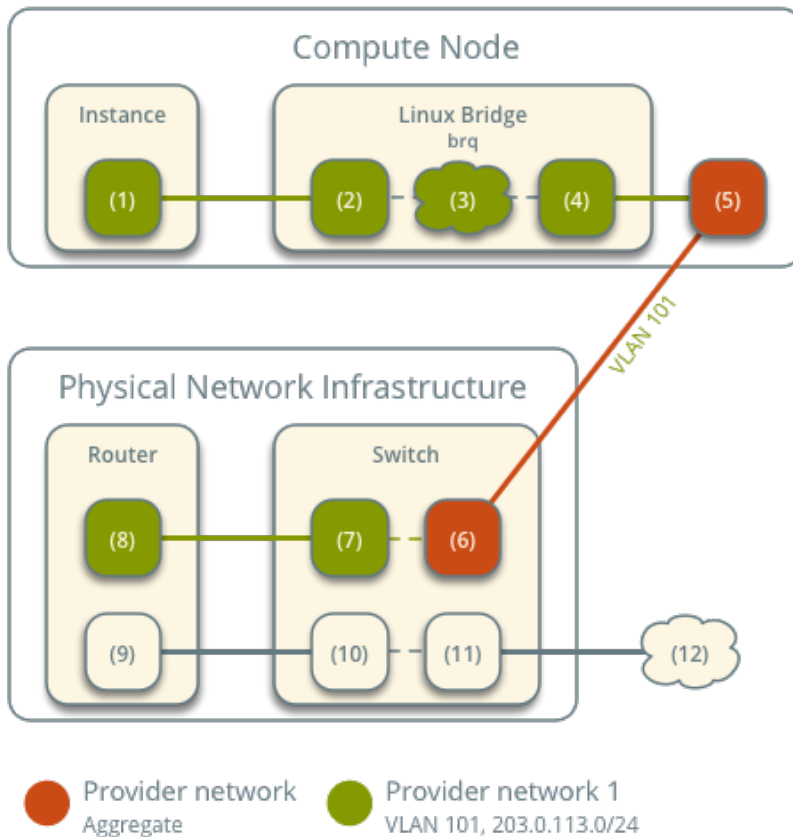 Compute Node
Instance
Linux Bridge
brq
(1)
(2)
(3)
(4)
(5)
VLAN 101
Physical Network Infrastructure
Router
Switch
(8)
(7)
(6)
(9)
(10)
(11)
(12)
Provider network
Aggregate
Provider network 1
VLAN 101, 203.0.113.0/24